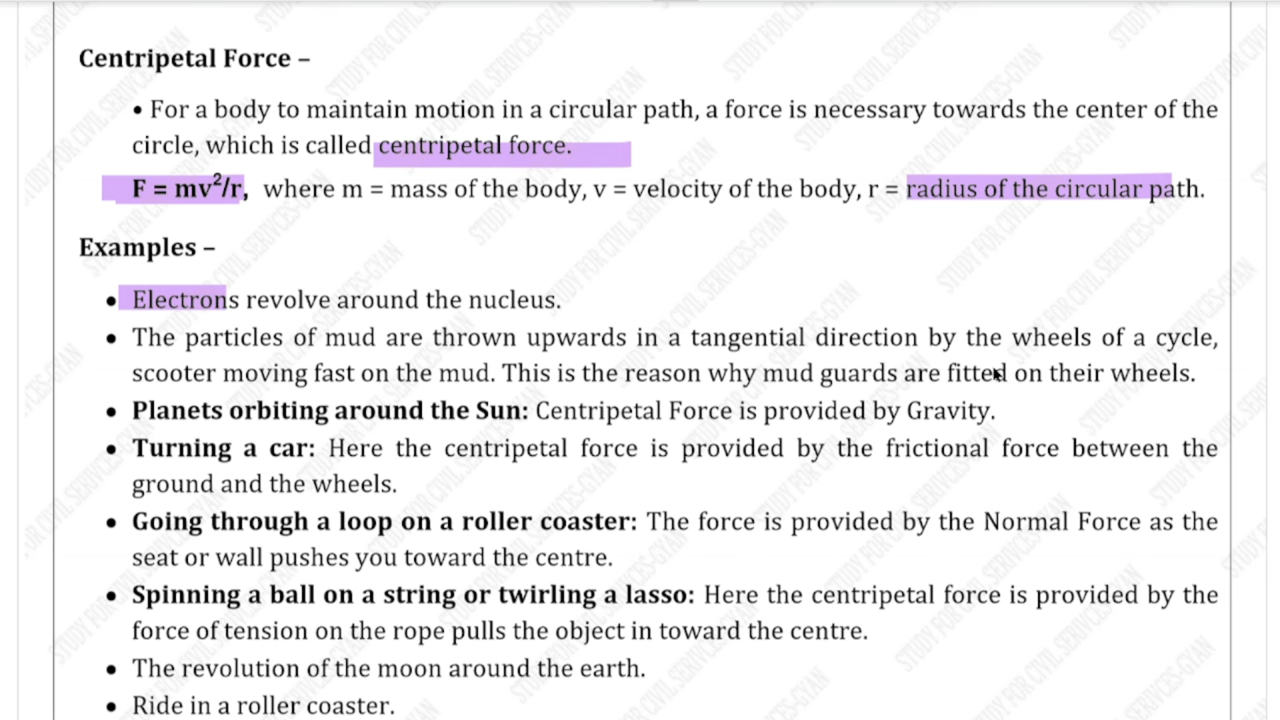 Centripetal Force –
• For a body to maintain motion in a circular path, a force is necessary towards the center of the
circle, which is called centripetal force.
F = mv²/r, where m = mass of the body, v = velocity of the body, r = radius of the circular path.
Examples –
• Electrons revolve around the nucleus.
• The particles of mud are thrown upwards in a tangential direction by the wheels of a cycle,
scooter moving fast on the mud. This is the reason why mud guards are fitted on their wheels.
• Planets orbiting around the Sun: Centripetal Force is provided by Gravity.
• Turning a car: Here the centripetal force is provided by the frictional force between the
ground and the wheels.
• Going through a loop on a roller coaster: The force is provided by the Normal Force as the
seat or wall pushes you toward the centre.
• Spinning a ball on a string or twirling a lasso: Here the centripetal force is provided by the
force of tension on the rope pulls the object in toward the centre.
• The revolution of the moon around the earth.
• Ride in a roller coaster.
STUDY FOR CIVIL SERIVCES-GYAN